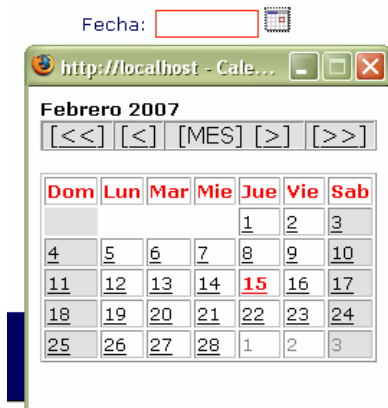 Fecha:
http://localhost - Cale...
Febrero 2007
[<<] [<] [MES] [>] [>>]
Dom Lun Mar Mie Jue Vie Sab
1 2 3
4 5 6 7 8 9 10
11 12 13 14 15 16 17
18 19 20 21 22 23 24
25 26 27 28 1 2 3